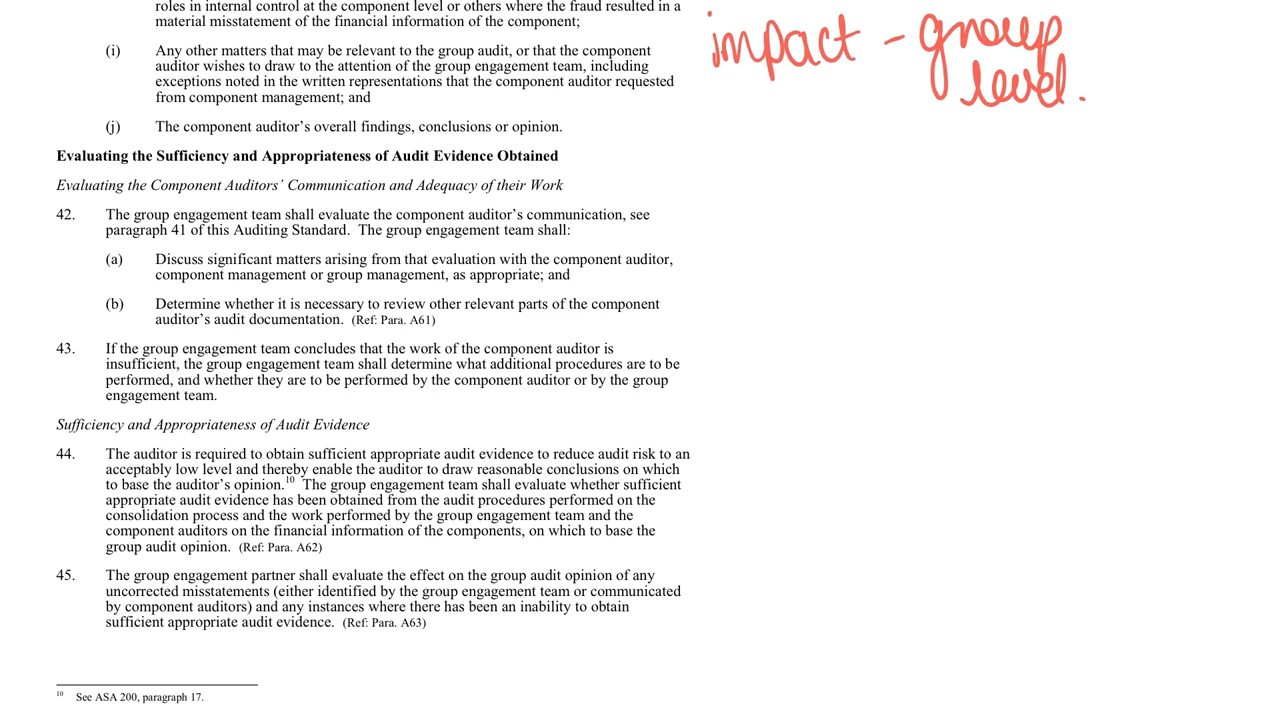 roles in internal control at the component level or others where the fraud resulted in a
material misstatement of the financial information of the component;
impact - group
level.
(i) Any other matters that may be relevant to the group audit, or that the component
auditor wishes to draw to the attention of the group engagement team, including
exceptions noted in the written representations that the component auditor requested
from component management; and
(j) The component auditor's overall findings, conclusions or opinion.
Evaluating the Sufficiency and Appropriateness of Audit Evidence Obtained
Evaluating the Component Auditors' Communication and Adequacy of their Work
42. The group engagement team shall evaluate the component auditor's communication, see
paragraph 41 of this Auditing Standard. The group engagement team shall:
(a) Discuss significant matters arising from that evaluation with the component auditor,
component management or group management, as appropriate; and
(b) Determine whether it is necessary to review other relevant parts of the component
auditor's audit documentation. (Ref: Para. A61)
43. If the group engagement team concludes that the work of the component auditor is
insufficient, the group engagement team shall determine what additional procedures are to be
performed, and whether they are to be performed by the component auditor or by the group
engagement team.
Sufficiency and Appropriateness of Audit Evidence
44. The auditor is required to obtain sufficient appropriate audit evidence to reduce audit risk to an
acceptably low level and thereby enable the auditor to draw reasonable conclusions on which
to base the auditor's opinion.10 The group engagement team shall evaluate whether sufficient
appropriate audit evidence has been obtained from the audit procedures performed on the
consolidation process and the work performed by the group engagement team and the
component auditors on the financial information of the components, on which to base the
group audit opinion. (Ref: Para. A62)
45. The group engagement partner shall evaluate the effect on the group audit opinion of any
uncorrected misstatements (either identified by the group engagement team or communicated
by component auditors) and any instances where there has been an inability to obtain
sufficient appropriate audit evidence. (Ref: Para. A63)
10 See ASA 200, paragraph 17.